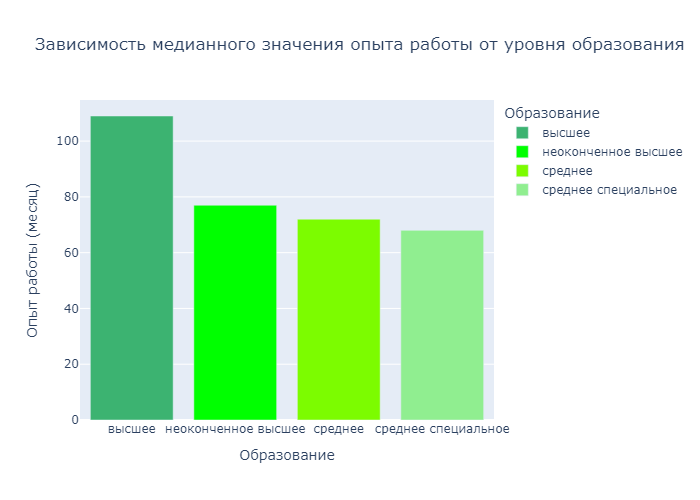 Зависимость медианного значения опыта работы от уровня образования
Образование
высшее
неоконченное высшее
среднее
среднее специальное
Опыт работы (месяц)
100
80
60
40
20
0
высшее неоконченное высшее среднее среднее специальное
Образование